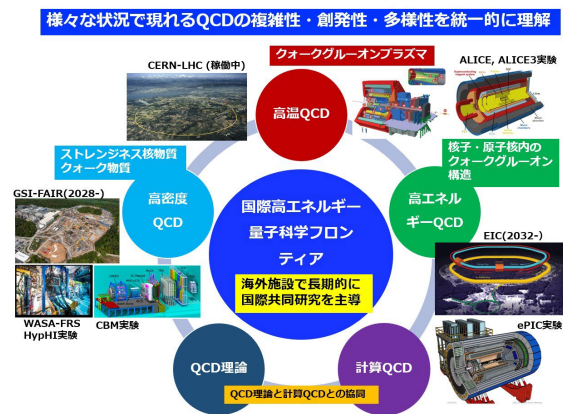 様々な状況で現れるQCDの複雑性・創発性・多様性を統一的に理解
クォークグルーオンプラズマ
CERN-LHC (稼働中)
ALICE, ALICE3実験
高温QCD
ストレンジネス核物質
クォーク物質
核子・原子核内の
クォークグルーオン
構造
GSI-FAIR(2028-)
高密度
QCD
国際高エネルギー
量子科学フロン
ティア
高エネル
ギーQCD
EIC(2032-)
海外施設で長期的に
国際共同研究を主導
WASA-FRS
HypHI実験
CBM実験
ePIC実験
QCD理論
計算QCD
QCD理論と計算QCDとの協同